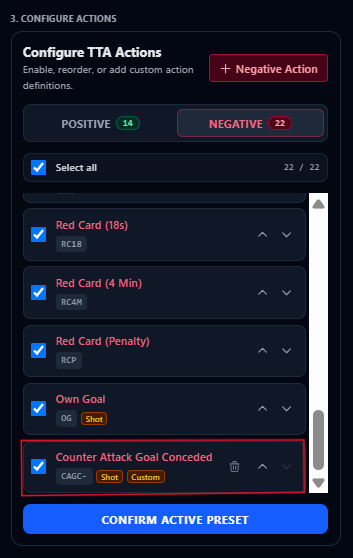 3. CONFIGURE ACTIONS
Configure TTA Actions
Enable, reorder, or add custom action
definitions.
+ Negative Action
POSITIVE 14
NEGATIVE 22
Select all
22 / 22
Red Card (18s)
RC18
Red Card (4 Min)
RC4M
Red Card (Penalty)
RCP
Own Goal
OG Shot
Counter Attack Goal Conceded
CAGC- Shot Custom
CONFIRM ACTIVE PRESET